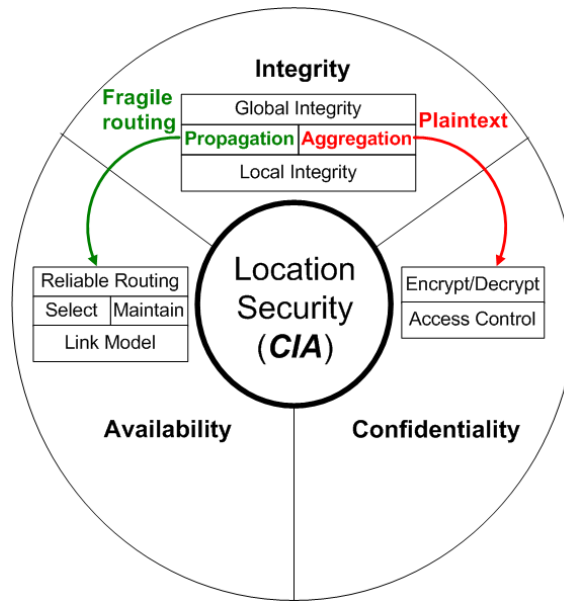 Integrity
Fragile
routing
Global Integrity
Propagation Aggregation
Plaintext
Local Integrity
Reliable Routing
Select Maintain
Link Model
Location
Security
(CIA)
Encrypt/Decrypt
Access Control
Availability
Confidentiality